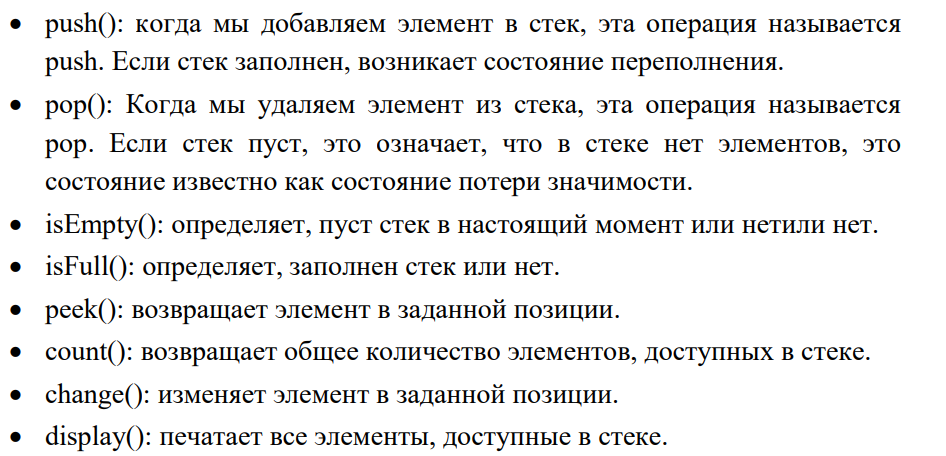 • push(): когда мы добавляем элемент в стек, эта операция называется
push. Если стек заполнен, возникает состояние переполнения.
• pop(): Когда мы удаляем элемент из стека, эта операция называется
pop. Если стек пуст, это означает, что в стеке нет элементов, это
состояние известно как состояние потери значимости.
• isEmpty(): определяет, пуст стек в настоящий момент или нетили нет.
• isFull(): определяет, заполнен стек или нет.
• peek(): возвращает элемент в заданной позиции.
• count(): возвращает общее количество элементов, доступных в стеке.
• change(): изменяет элемент в заданной позиции.
• display(): печатает все элементы, доступные в стеке.